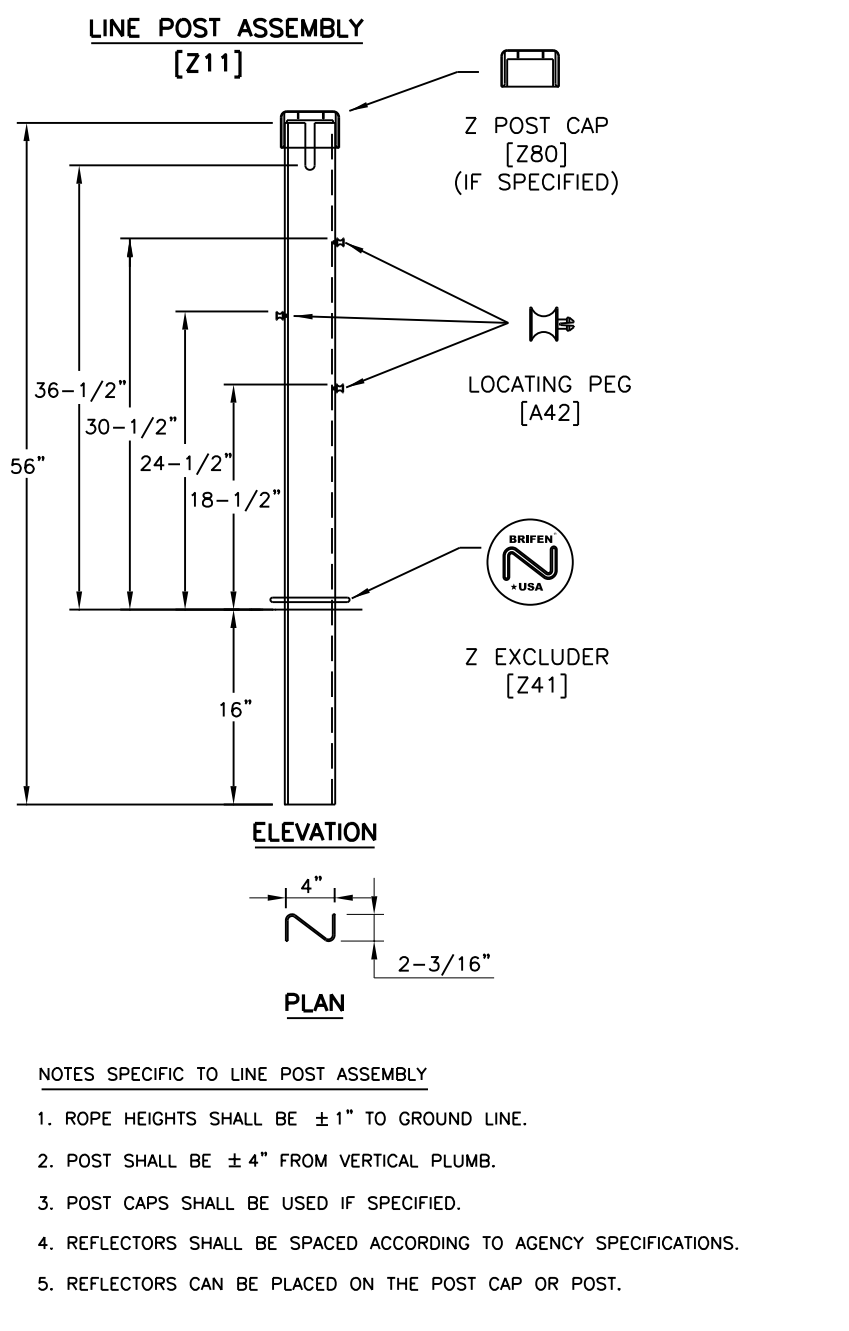 LINE POST ASSEMBLY
[Z11]
Z POST CAP
[Z80]
(IF SPECIFIED)
36-1/2"
LOCATING PEG
[A42]
30-1/2"
24-1/2"
56"
18-1/2"
BRIFEN
★USA
Z EXCLUDER
[Z41]
16"
ELEVATION
4"
2-3/16"
PLAN
NOTES SPECIFIC TO LINE POST ASSEMBLY
1. ROPE HEIGHTS SHALL BE ±1" TO GROUND LINE.
2. POST SHALL BE ±4" FROM VERTICAL PLUMB.
3. POST CAPS SHALL BE USED IF SPECIFIED.
4. REFLECTORS SHALL BE SPACED ACCORDING TO AGENCY SPECIFICATIONS.
5. REFLECTORS CAN BE PLACED ON THE POST CAP OR POST.